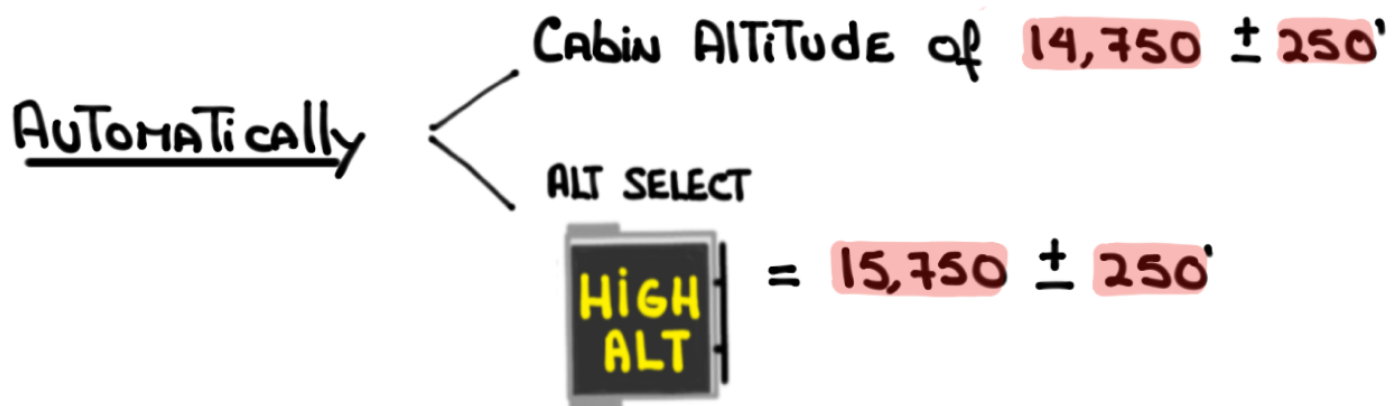 Cabin Altitude of 14,750 ± 250'
Automatically
ALT SELECT
HIGH
ALT
= 15,750 ± 250'